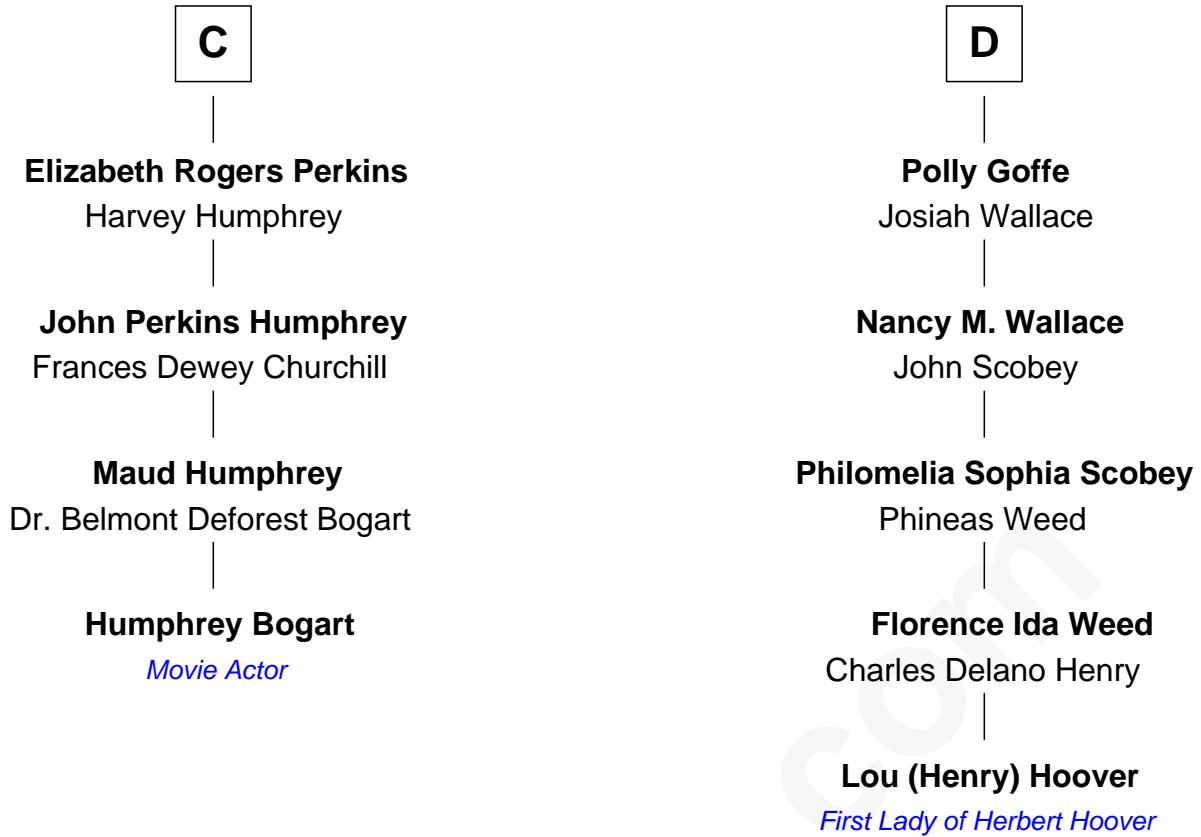 C
Elizabeth Rogers Perkins
Harvey Humphrey
John Perkins Humphrey
Frances Dewey Churchill
Maud Humphrey
Dr. Belmont Deforest Bogart
Humphrey Bogart
Movie Actor
D
Polly Goffe
Josiah Wallace
Nancy M. Wallace
John Scobey
Philomelia Sophia Scobey
Phineas Weed
Florence Ida Weed
Charles Delano Henry
Lou (Henry) Hoover
First Lady of Herbert Hoover
com